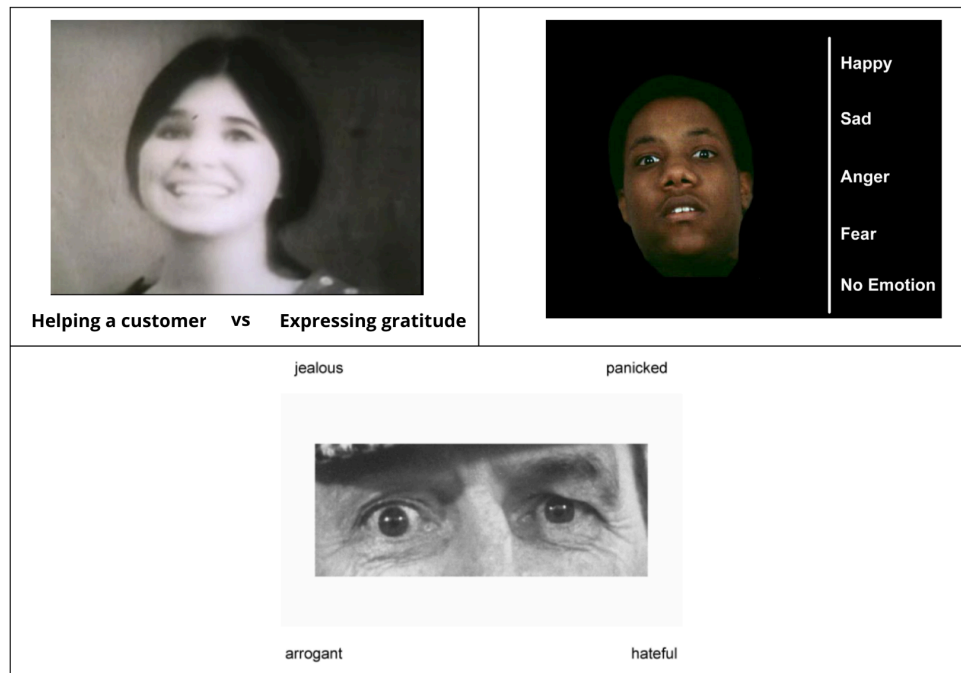 Helping a customer vs Expressing gratitude
Happy
Sad
Anger
Fear
No Emotion
jealous panicked
arrogant hateful